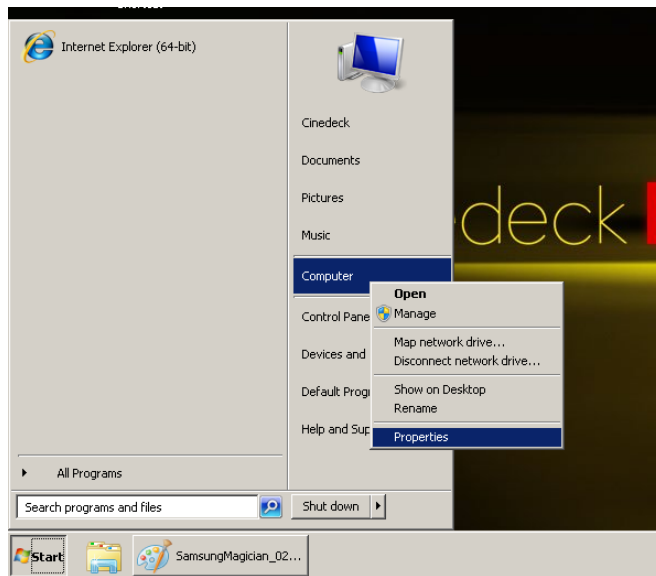 Internet Explorer (64-bit)
Cinedeck
Documents
Pictures
Music
Computer
Control Pane
Devices and
Default Progr
Help and Sup
Open
Manage
Map network drive...
Disconnect network drive...
Show on Desktop
Rename
Properties
All Programs
Search programs and files
Shut down
edeck
Start
SamsungMagician_02...